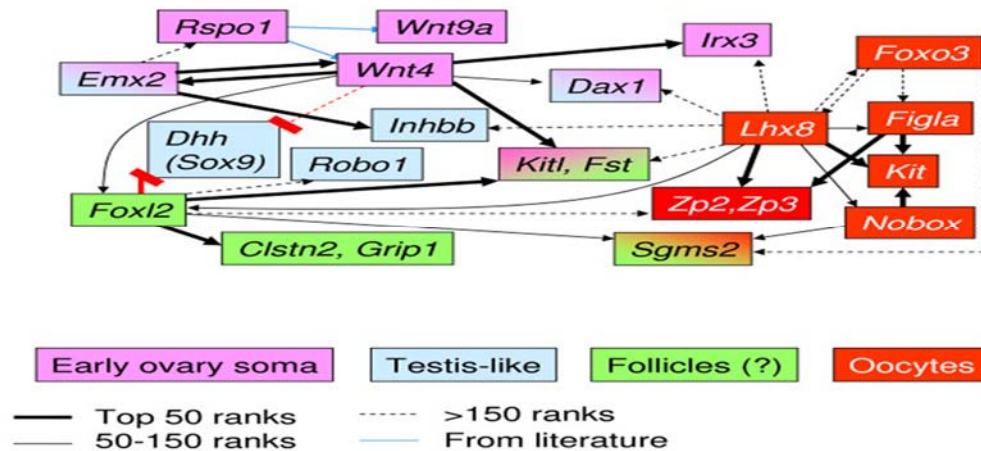 Rspo1
Wnt9a
Irx3
Foxo3
Emx2
Wnt4
Dax1
Dhh
(Sox9)
Inhbb
Lhx8
Figla
Robo1
Kitl, Fst
Kit
Foxl2
Zp2,Zp3
Nobox
Clstn2, Grip1
Sgms2
Early ovary soma
Testis-like
Follicles (?)
Oocytes
Top 50 ranks
>150 ranks
50-150 ranks
From literature